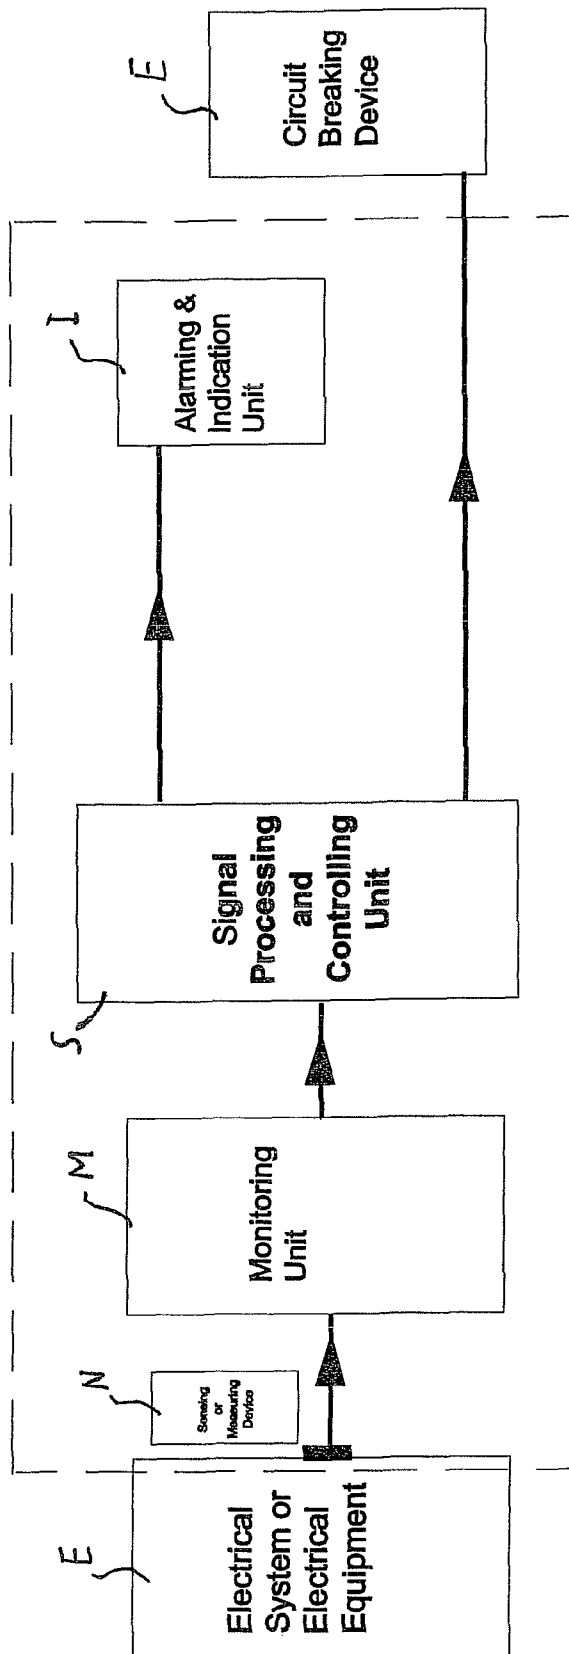 E
Electrical
System or
Electrical
Equipment
N
Sensing
or
Measuring
Device
M
Monitoring
Unit
S
Signal
Processing
and
Controlling
Unit
I
Alarming &
Indication
Unit
E
Circuit
Breaking
Device